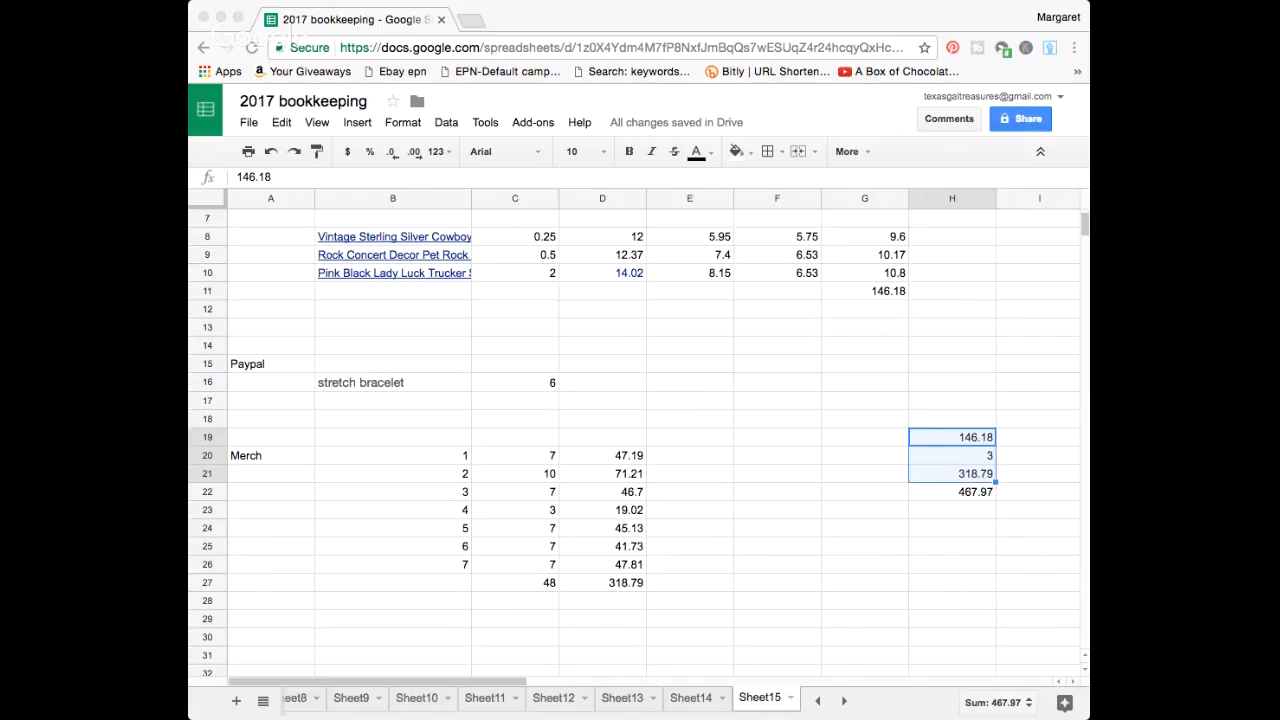 2017 bookkeeping - Google S
Margaret
Secure https://docs.google.com/spreadsheets/d/1z0X4Ydm4M7fP8NxfJmBqQs7wESUqZ4r24hcqyQxHc...
Apps Your Giveaways Ebay epn EPN-Default camp... Search: keywords... Bitly | URL Shorten... A Box of Chocolat... »
2017 bookkeeping
texasgaltreasures@gmail.com
File Edit View Insert Format Data Tools Add-ons Help All changes saved in Drive
Comments Share
$ % .0 .00 123 Arial 10 B I S A More
fx 146.18
A B C D E F G H I
7
8 Vintage Sterling Silver Cowboy 0.25 12 5.95 5.75 9.6
9 Rock Concert Decor Pet Rock 0.5 12.37 7.4 6.53 10.17
10 Pink Black Lady Luck Trucker S 2 14.02 8.15 6.53 10.8
11 146.18
12
13
14
15 Paypal
16 stretch bracelet 6
17
18
19 146.18
20 Merch 1 7 47.19 3
21 2 10 71.21 318.79
22 3 7 46.7 467.97
23 4 3 19.02
24 5 7 45.13
25 6 7 41.73
26 7 7 47.81
27 48 318.79
28
29
30
31
32
eet8 Sheet9 Sheet10 Sheet11 Sheet12 Sheet13 Sheet14 Sheet15 Sum: 467.97